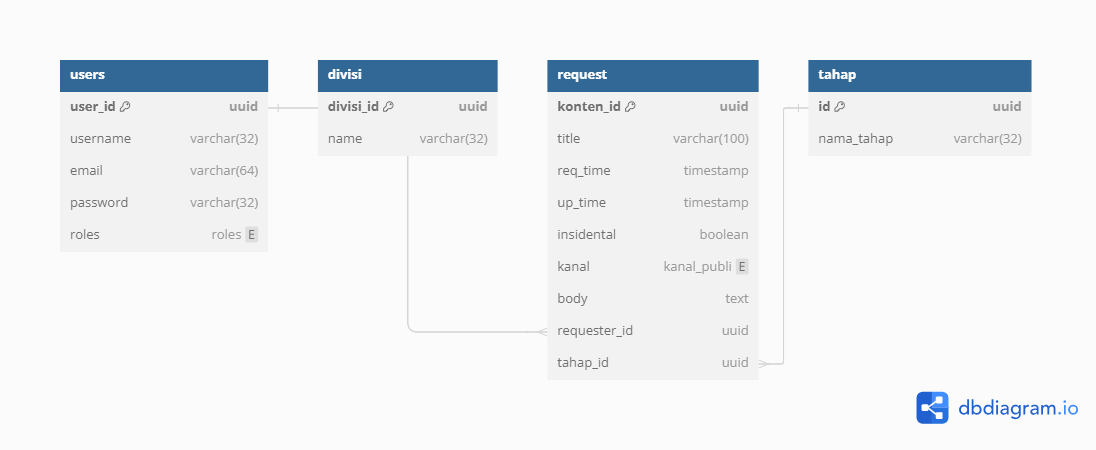 users
user_id uuid
username varchar(32)
email varchar(64)
password varchar(32)
roles roles E
divisi
divisi_id uuid
name varchar(32)
request
konten_id uuid
title varchar(100)
req_time timestamp
up_time timestamp
insidental boolean
kanal kanal_publi E
body text
requester_id uuid
tahap_id uuid
tahap
id uuid
nama_tahap varchar(32)
dbdiagram.io